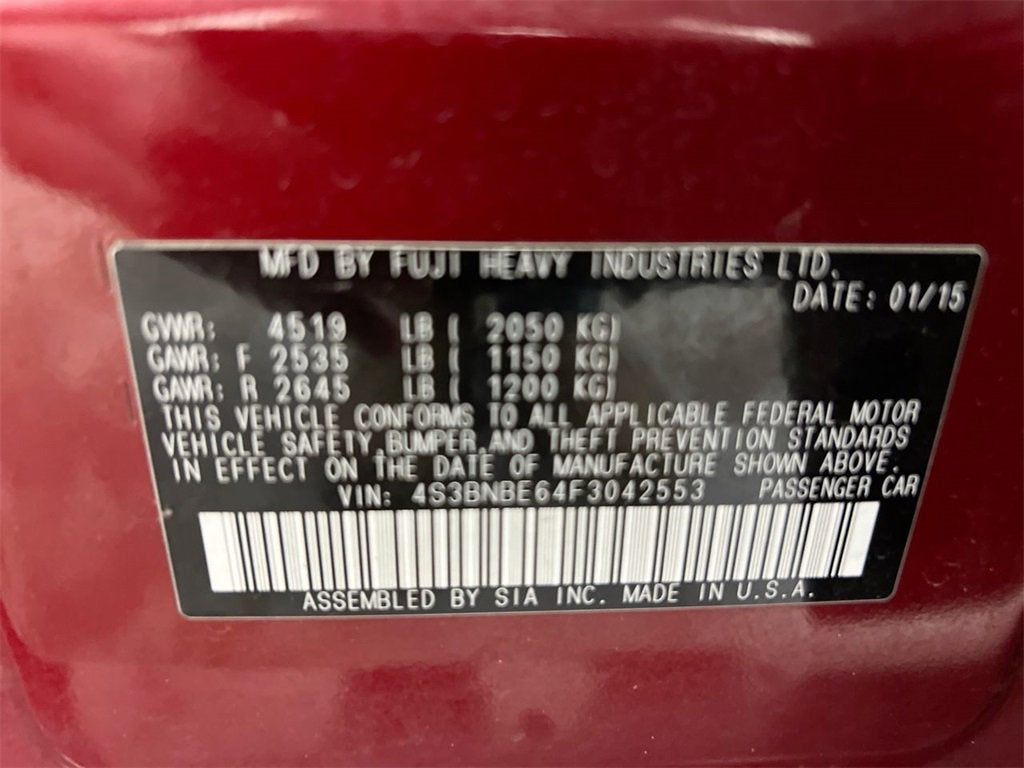 MFD BY FUJI HEAVY INDUSTRIES LTD.
DATE: 01/15
GVWR: 4519 LB ( 2050 KG)
GAWR: F 2535 LB ( 1150 KG)
GAWR: R 2645 LB ( 1200 KG)
THIS VEHICLE CONFORMS TO ALL APPLICABLE FEDERAL MOTOR
VEHICLE SAFETY,BUMPER,AND THEFT PREVENTION STANDARDS
IN EFFECT ON THE DATE OF MANUFACTURE SHOWN ABOVE.
VIN: 4S3BNBE64F3042553 PASSENGER CAR
ASSEMBLED BY SIA INC. MADE IN U.S.A.